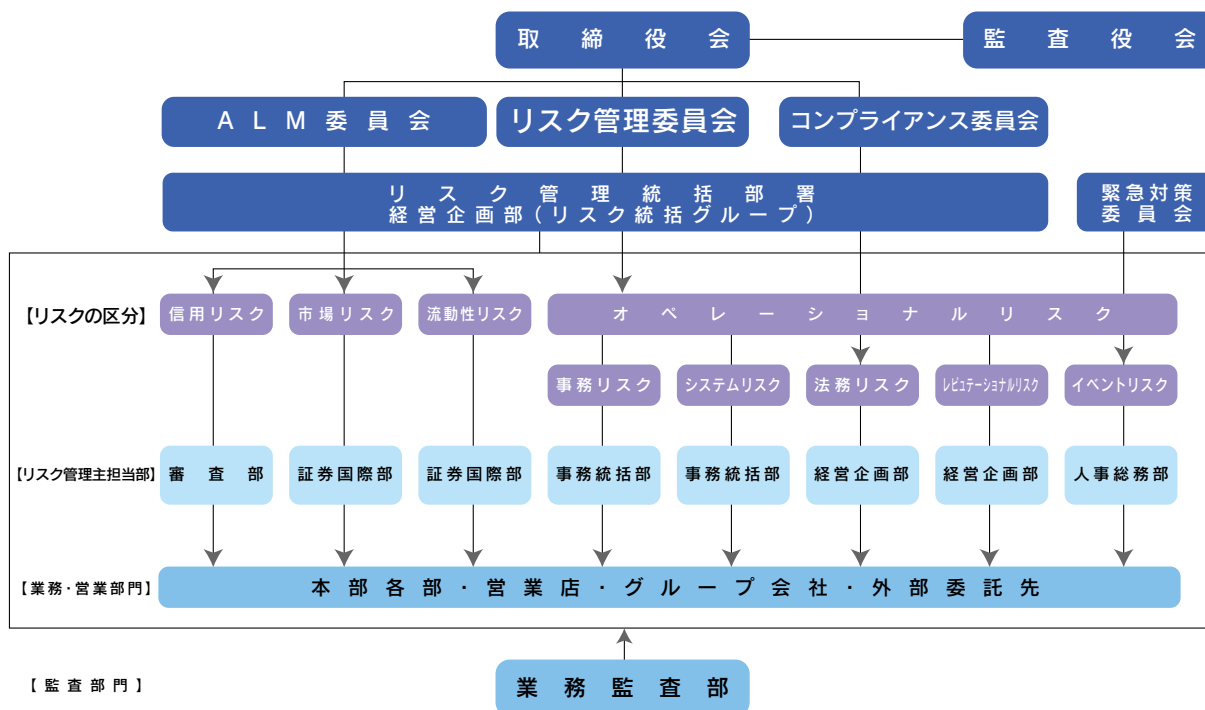 取締役会
監査役会
ALM委員会
リスク管理委員会
コンプライアンス委員会
リスク管理統括部署
経営企画部(リスク統括グループ)
緊急対策
委員会
【リスクの区分】
信用リスク
市場リスク
流動性リスク
オペレーショナルリスク
事務リスク
システムリスク
法務リスク
レピュテーショナルリスク
イベントリスク
【リスク管理主担当部】
審査部
証券国際部
証券国際部
事務統括部
事務統括部
経営企画部
経営企画部
人事総務部
【業務・営業部門】
本部各部・営業店・グループ会社・外部委託先
【監査部門】
業務監査部